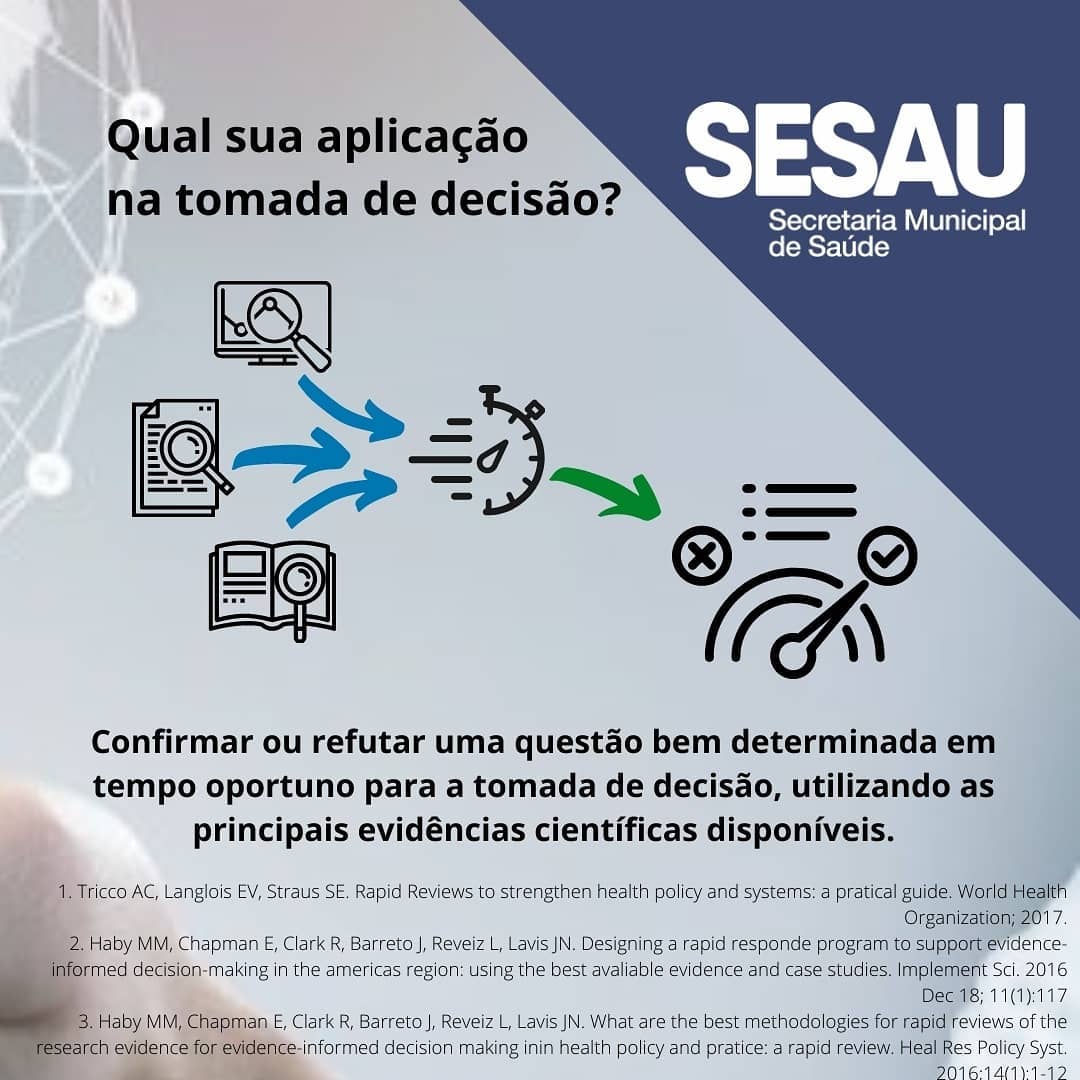 Qual sua aplicação
na tomada de decisão?
SESAU
Secretaria Municipal
de Saúde
Confirmar ou refutar uma questão bem determinada em
tempo oportuno para a tomada de decisão, utilizando as
principais evidências científicas disponíveis.
1. Tricco AC, Langlois EV, Straus SE. Rapid Reviews to strengthen health policy and systems: a pratical guide. World Health
Organization; 2017.
2. Haby MM, Chapman E, Clark R, Barreto J, Reveiz L, Lavis JN. Designing a rapid responde program to support evidence-
informed decision-making in the americas region: using the best avaliable evidence and case studies. Implement Sci. 2016
Dec 18; 11(1):117
3. Haby MM, Chapman E, Clark R, Barreto J, Reveiz L, Lavis JN. What are the best methodologies for rapid reviews of the
research evidence for evidence-informed decision making inin health policy and pratice: a rapid review. Heal Res Policy Syst.
2016;14(1):1-12